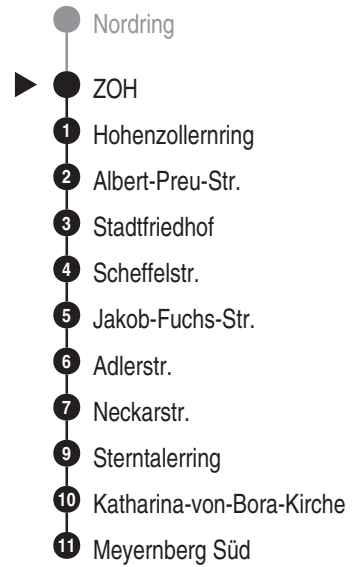 Nordring
ZOH
1 Hohenzollernring
2 Albert-Preu-Str.
3 Stadtfriedhof
4 Scheffelstr.
5 Jakob-Fuchs-Str.
6 Adlerstr.
7 Neckarstr.
9 Sterntalerring
10 Katharina-von-Bora-Kirche
11 Meyernberg Süd